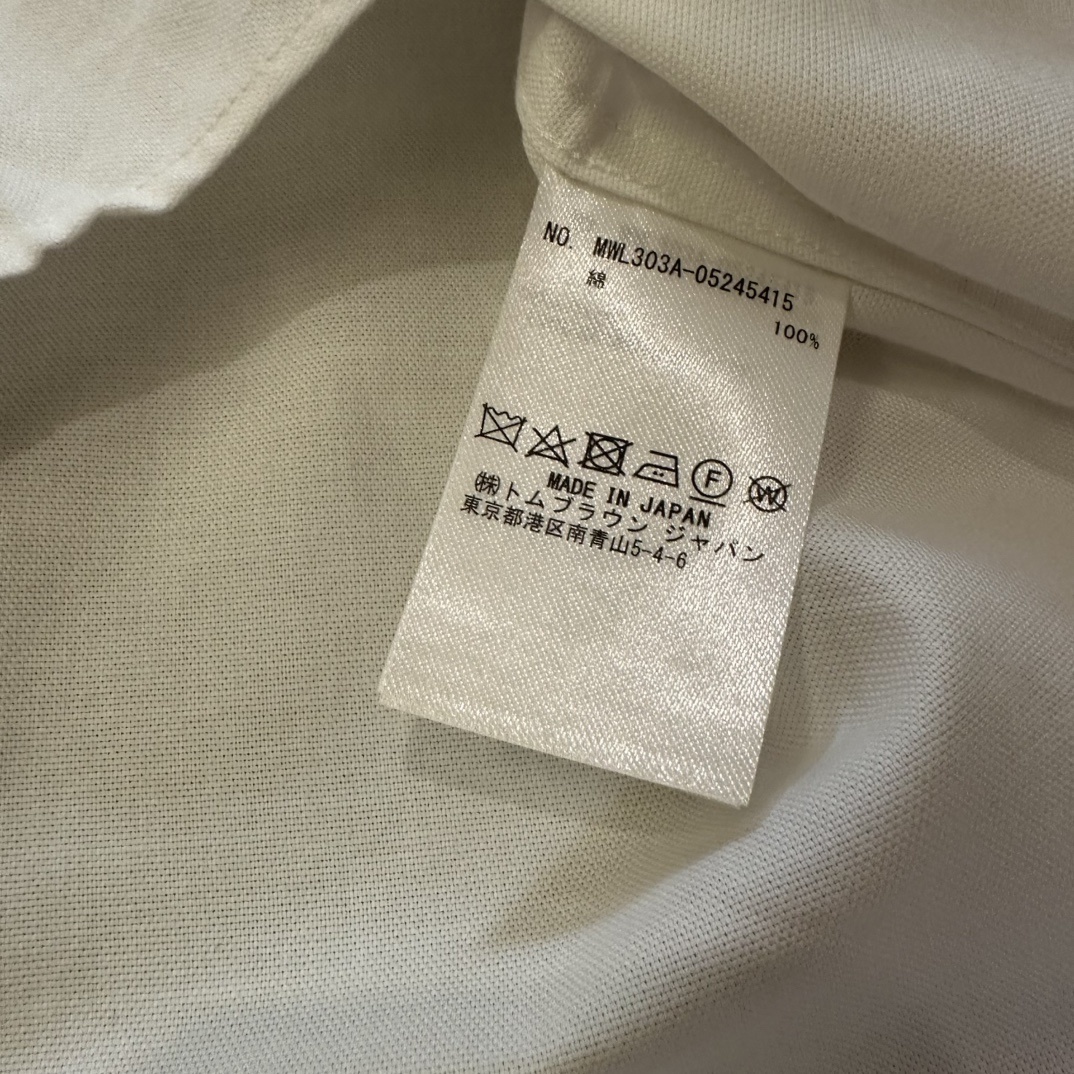 NO. MWL303A-05245415
綿
100%
F W
MADE IN JAPAN
㈱トムブラウン ジャパン
東京都港区南青山5-4-6